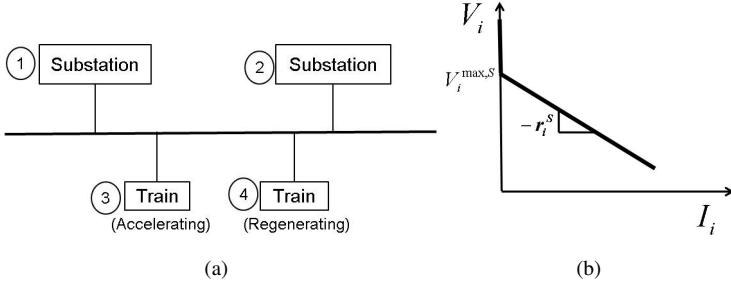 1 Substation
2 Substation
3 Train
(Accelerating)
4 Train
(Regenerating)
(a)
V_i
V_i^{max,S}
-r_i^s
I_i
(b)